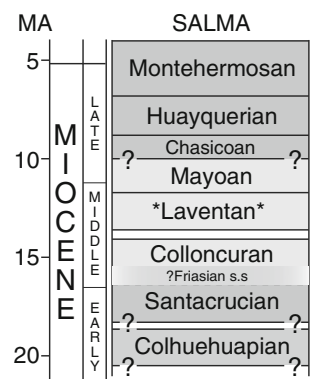 MA SALMA
5
10
15
20
MIOCENE
LATE
MIDDLE
EARLY
Montehermosan
Huayquerian
Chasicoan
? ?
Mayoan
*Laventan*
Colloncuran
?Friasian s.s
Santacrucian
? ?
Colhuehuapian
? ?